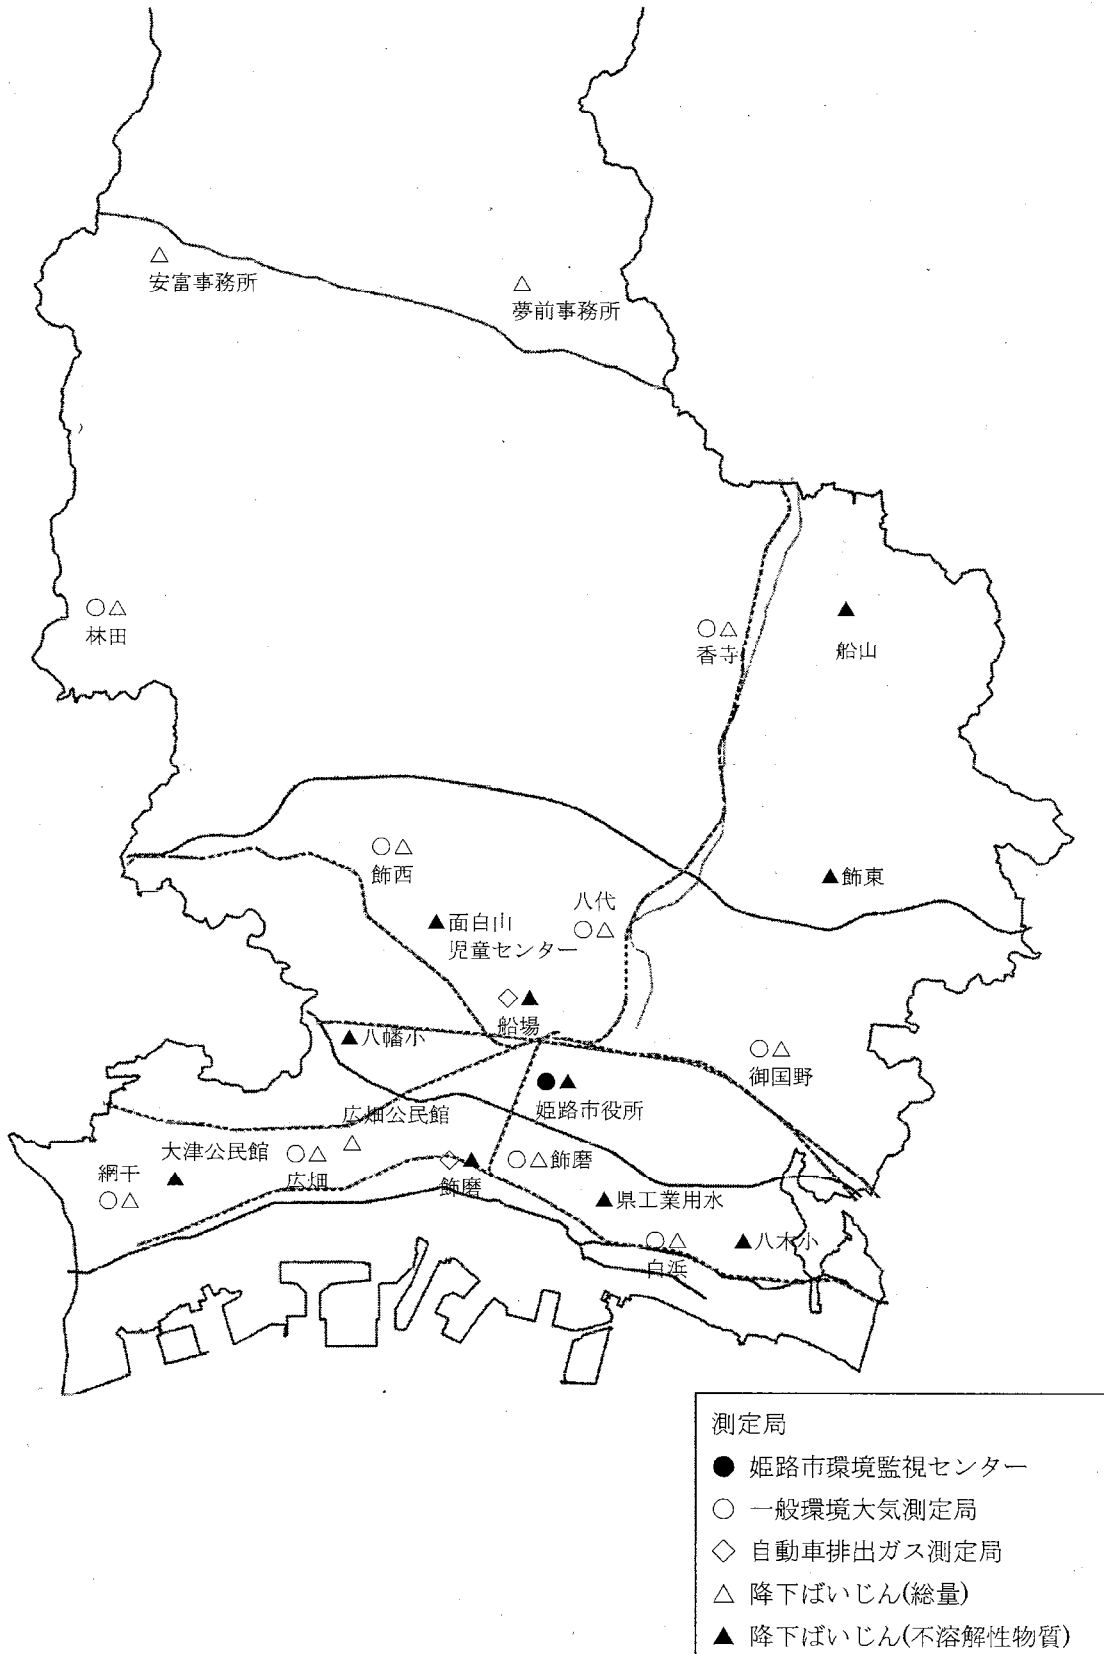 △
安富事務所
△
夢前事務所
○△
林田
○△
香寺
▲
船山
○△
飾西
▲飾東
八代
○△
▲面白山
児童センター
◇▲
船場
▲八幡小
○△
御国野
●▲
姫路市役所
広畑公民館
△
大津公民館
▲
○△
広畑
網干
○△
◇▲
飾磨
○△飾磨
▲県工業用水
○△
白浜
▲八木小
測定局
● 姫路市環境監視センター
○ 一般環境大気測定局
◇ 自動車排出ガス測定局
△ 降下ばいじん(総量)
▲ 降下ばいじん(不溶解性物質)